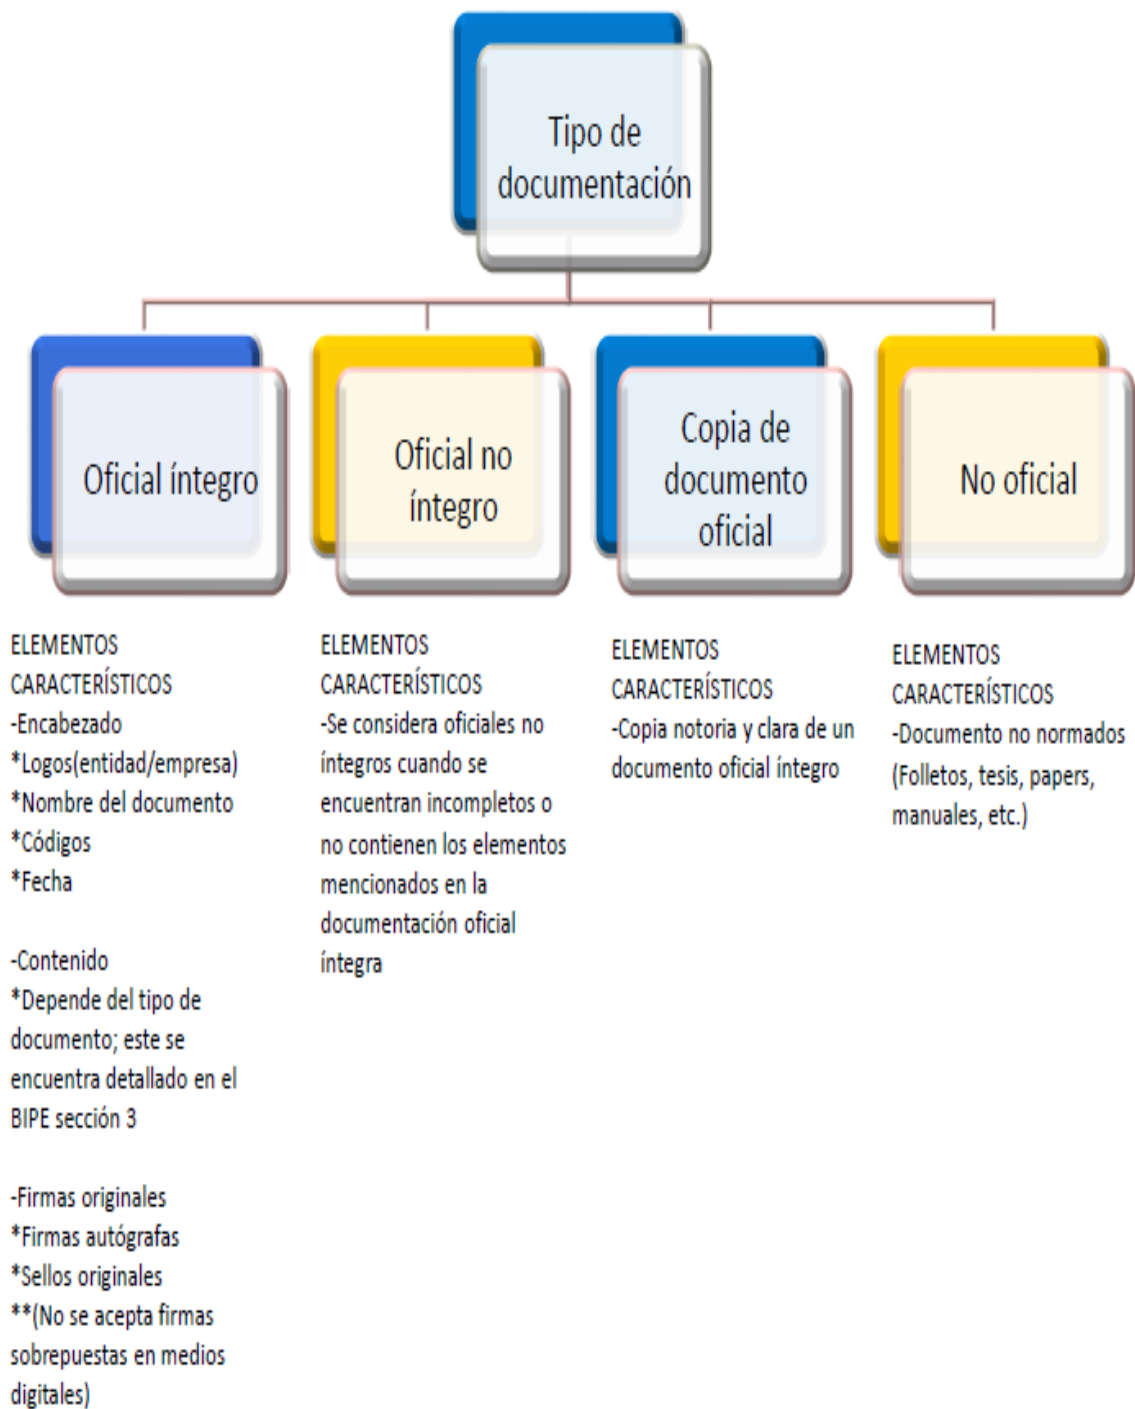 Tipo de
documentación
Oficial íntegro
Oficial no
íntegro
Copia de
documento
oficial
No oficial
ELEMENTOS
CARACTERÍSTICOS
-Encabezado
*Logos(entidad/empresa)
*Nombre del documento
*Códigos
*Fecha
-Contenido
*Depende del tipo de
documento; este se
encuentra detallado en el
BIPE sección 3
-Firmas originales
*Firmas autógrafas
*Sellos originales
**(No se acepta firmas
sobrepuestas en medios
digitales)
ELEMENTOS
CARACTERÍSTICOS
-Se considera oficiales no
íntegros cuando se
encuentran incompletos o
no contienen los elementos
mencionados en la
documentación oficial
íntegra
ELEMENTOS
CARACTERÍSTICOS
-Copia notoria y clara de un
documento oficial íntegro
ELEMENTOS
CARACTERÍSTICOS
-Documento no normados
(Folletos, tesis, papers,
manuales, etc.)